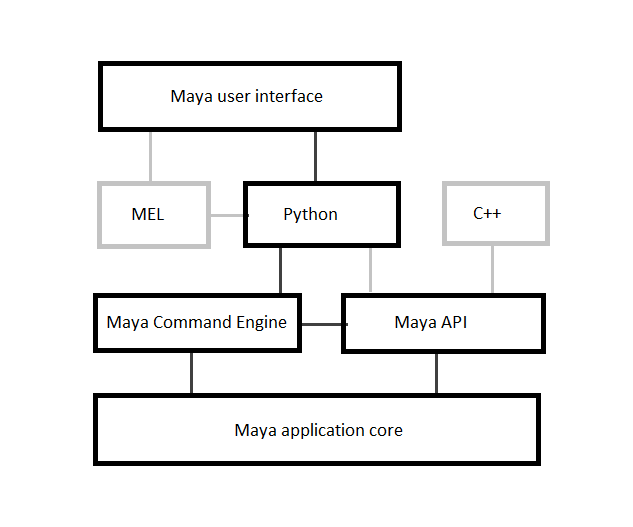 Maya user interface
MEL
Python
C++
Maya Command Engine
Maya API
Maya application core